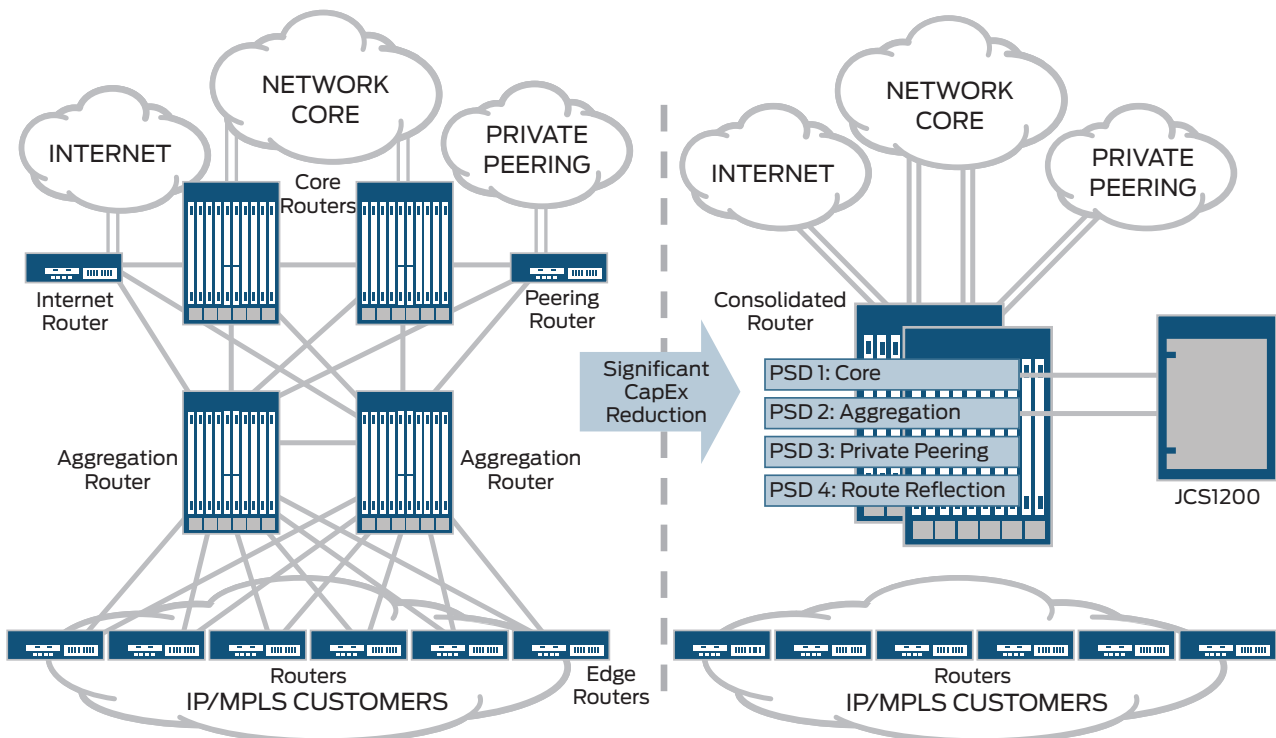 NETWORK
CORE
INTERNET
PRIVATE
PEERING
Core
Routers
Internet
Router
Peering
Router
Aggregation
Router
Aggregation
Router
Routers
Edge
Routers
IP/MPLS CUSTOMERS
Significant
CapEx
Reduction
NETWORK
CORE
INTERNET
PRIVATE
PEERING
Consolidated
Router
PSD 1: Core
PSD 2: Aggregation
PSD 3: Private Peering
PSD 4: Route Reflection
JCS1200
Routers
IP/MPLS CUSTOMERS